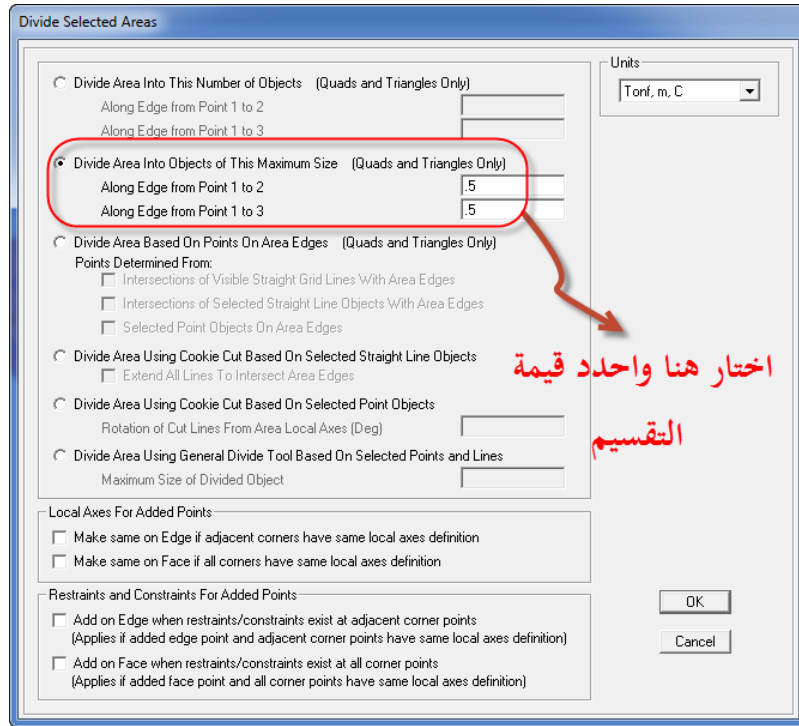 Divide Selected Areas
Divide Area Into This Number of Objects (Quads and Triangles Only)
Along Edge from Point 1 to 2
Along Edge from Point 1 to 3
Divide Area Into Objects of This Maximum Size (Quads and Triangles Only)
Along Edge from Point 1 to 2 .5
Along Edge from Point 1 to 3 .5
Divide Area Based On Points On Area Edges (Quads and Triangles Only)
Points Determined From:
Intersections of Visible Straight Grid Lines With Area Edges
Intersections of Selected Straight Line Objects With Area Edges
Selected Point Objects On Area Edges
Divide Area Using Cookie Cut Based On Selected Straight Line Objects
Extend All Lines To Intersect Area Edges
Divide Area Using Cookie Cut Based On Selected Point Objects
Rotation of Cut Lines From Area Local Axes (Deg)
Divide Area Using General Divide Tool Based On Selected Points and Lines
Maximum Size of Divided Object
Units
Tonf, m, C
اختار هنا واحدد قيمة
التقسيم
Local Axes For Added Points
Make same on Edge if adjacent corners have same local axes definition
Make same on Face if all corners have same local axes definition
Restraints and Constraints For Added Points
Add on Edge when restraints/constraints exist at adjacent corner points
(Applies if added edge point and adjacent corner points have same local axes definition)
Add on Face when restraints/constraints exist at all corner points
(Applies if added face point and all corner points have same local axes definition)
OK
Cancel